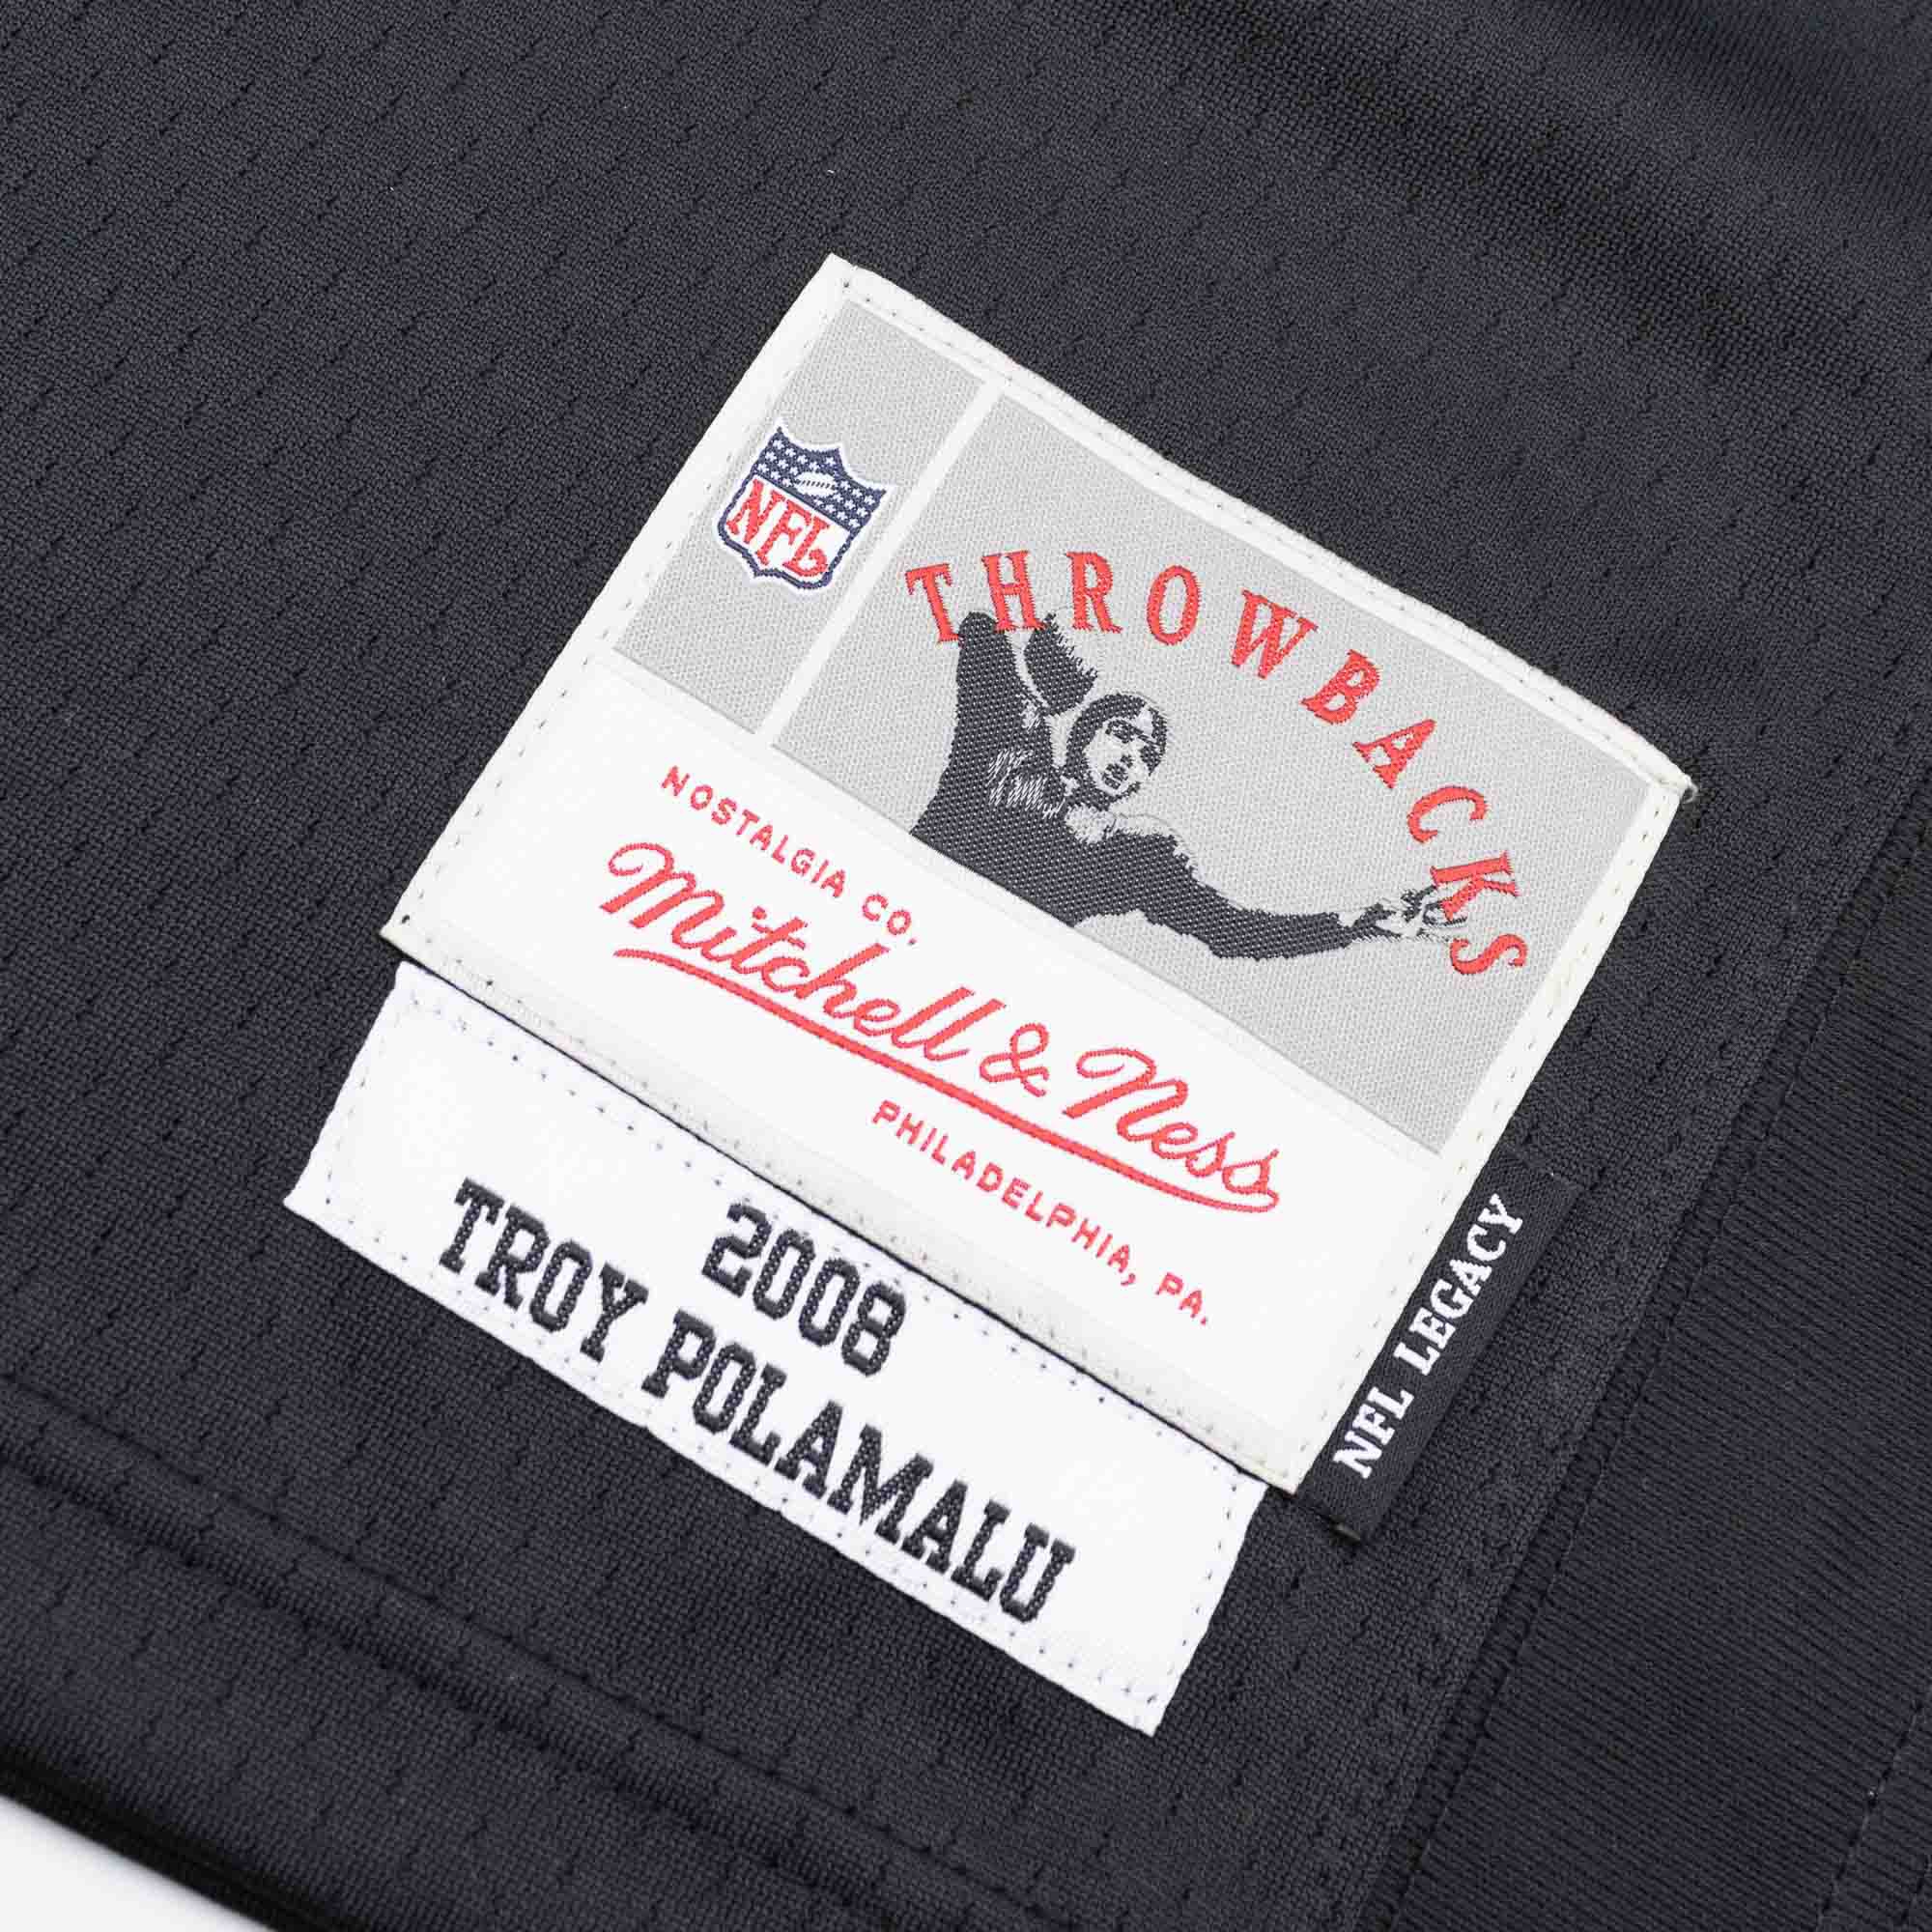 NFL
THROWBACKS
NOSTALGIA CO.
Mitchell & Ness
PHILADELPHIA, PA.
NFL LEGACY
2008
TROY POLAMALU